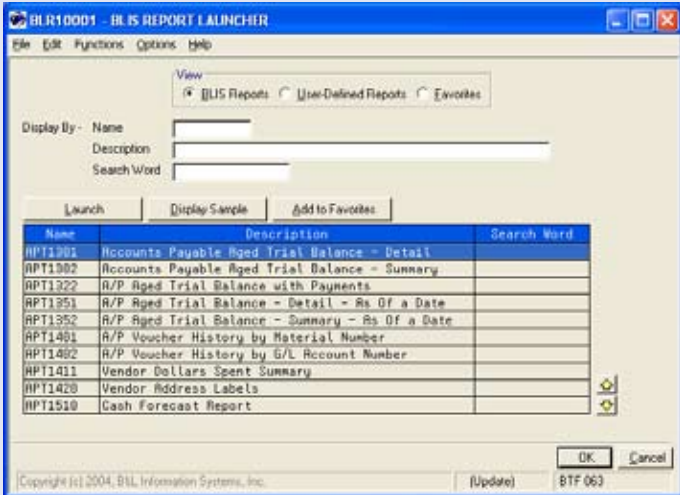 BLR10001 - BLIS REPORT LAUNCHER
File Edit Functions Options Help
View
BLIS Reports User-Defined Reports Favorites
Display By - Name
Description
Search Word
Launch Display Sample Add to Favorites
Name Description Search Word
APT1301 Accounts Payable Aged Trial Balance - Detail
APT1302 Accounts Payable Aged Trial Balance - Summary
APT1322 A/P Aged Trial Balance with Payments
APT1351 A/P Aged Trial Balance - Detail - As Of a Date
APT1352 A/P Aged Trial Balance - Summary - As Of a Date
APT1401 A/P Voucher History by Material Number
APT1402 A/P Voucher History by G/L Account Number
APT1411 Vendor Dollars Spent Summary
APT1420 Vendor Address Labels
APT1510 Cash Forecast Report
OK Cancel
Copyright (c) 2004, BLL Information Systems, Inc. (Update) BTF 063